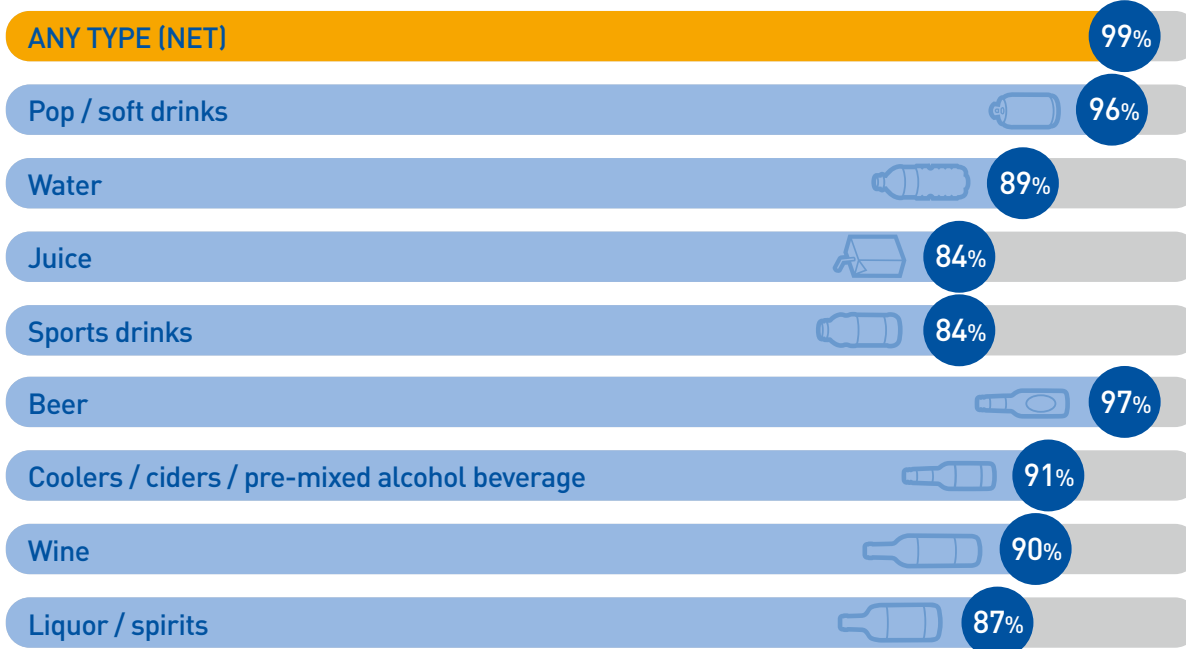 ANY TYPE (NET) 99%
Pop / soft drinks 96%
Water 89%
Juice 84%
Sports drinks 84%
Beer 97%
Coolers / ciders / pre-mixed alcohol beverage 91%
Wine 90%
Liquor / spirits 87%